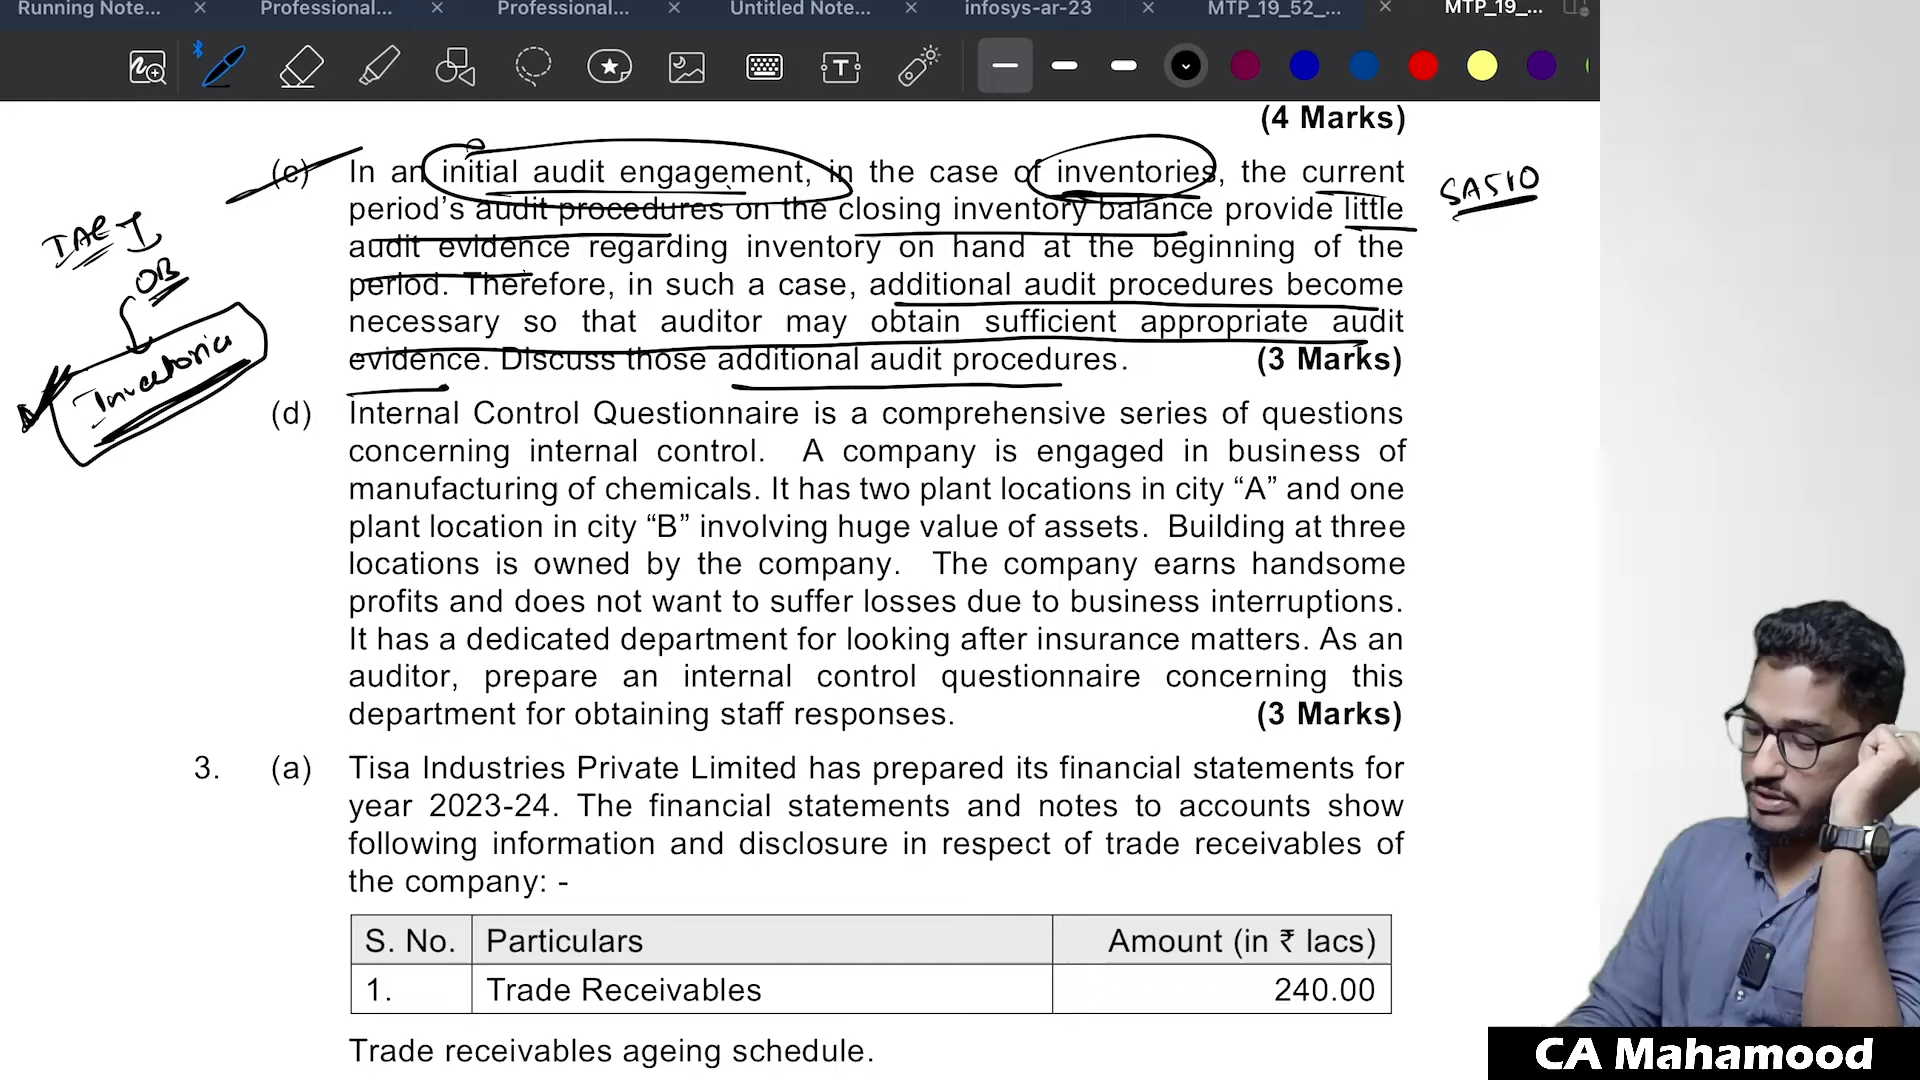 Running Note...
Professional...
Professional...
Untitled Note...
infosys-ar-23
MTP_19_52_...
MTP_19_...
(4 Marks)
(c) In an initial audit engagement, in the case of inventories, the current
period's audit procedures on the closing inventory balance provide little
audit evidence regarding inventory on hand at the beginning of the
period. Therefore, in such a case, additional audit procedures become
necessary so that auditor may obtain sufficient appropriate audit
evidence. Discuss those additional audit procedures. (3 Marks)
SA510
IAE
OB
Inventories
(d) Internal Control Questionnaire is a comprehensive series of questions
concerning internal control. A company is engaged in business of
manufacturing of chemicals. It has two plant locations in city “A” and one
plant location in city “B” involving huge value of assets. Building at three
locations is owned by the company. The company earns handsome
profits and does not want to suffer losses due to business interruptions.
It has a dedicated department for looking after insurance matters. As an
auditor, prepare an internal control questionnaire concerning this
department for obtaining staff responses. (3 Marks)
3. (a) Tisa Industries Private Limited has prepared its financial statements for
year 2023-24. The financial statements and notes to accounts show
following information and disclosure in respect of trade receivables of
the company: -
S. No. Particulars Amount (in ₹ lacs)
1. Trade Receivables 240.00
Trade receivables ageing schedule.
CA Mahamood